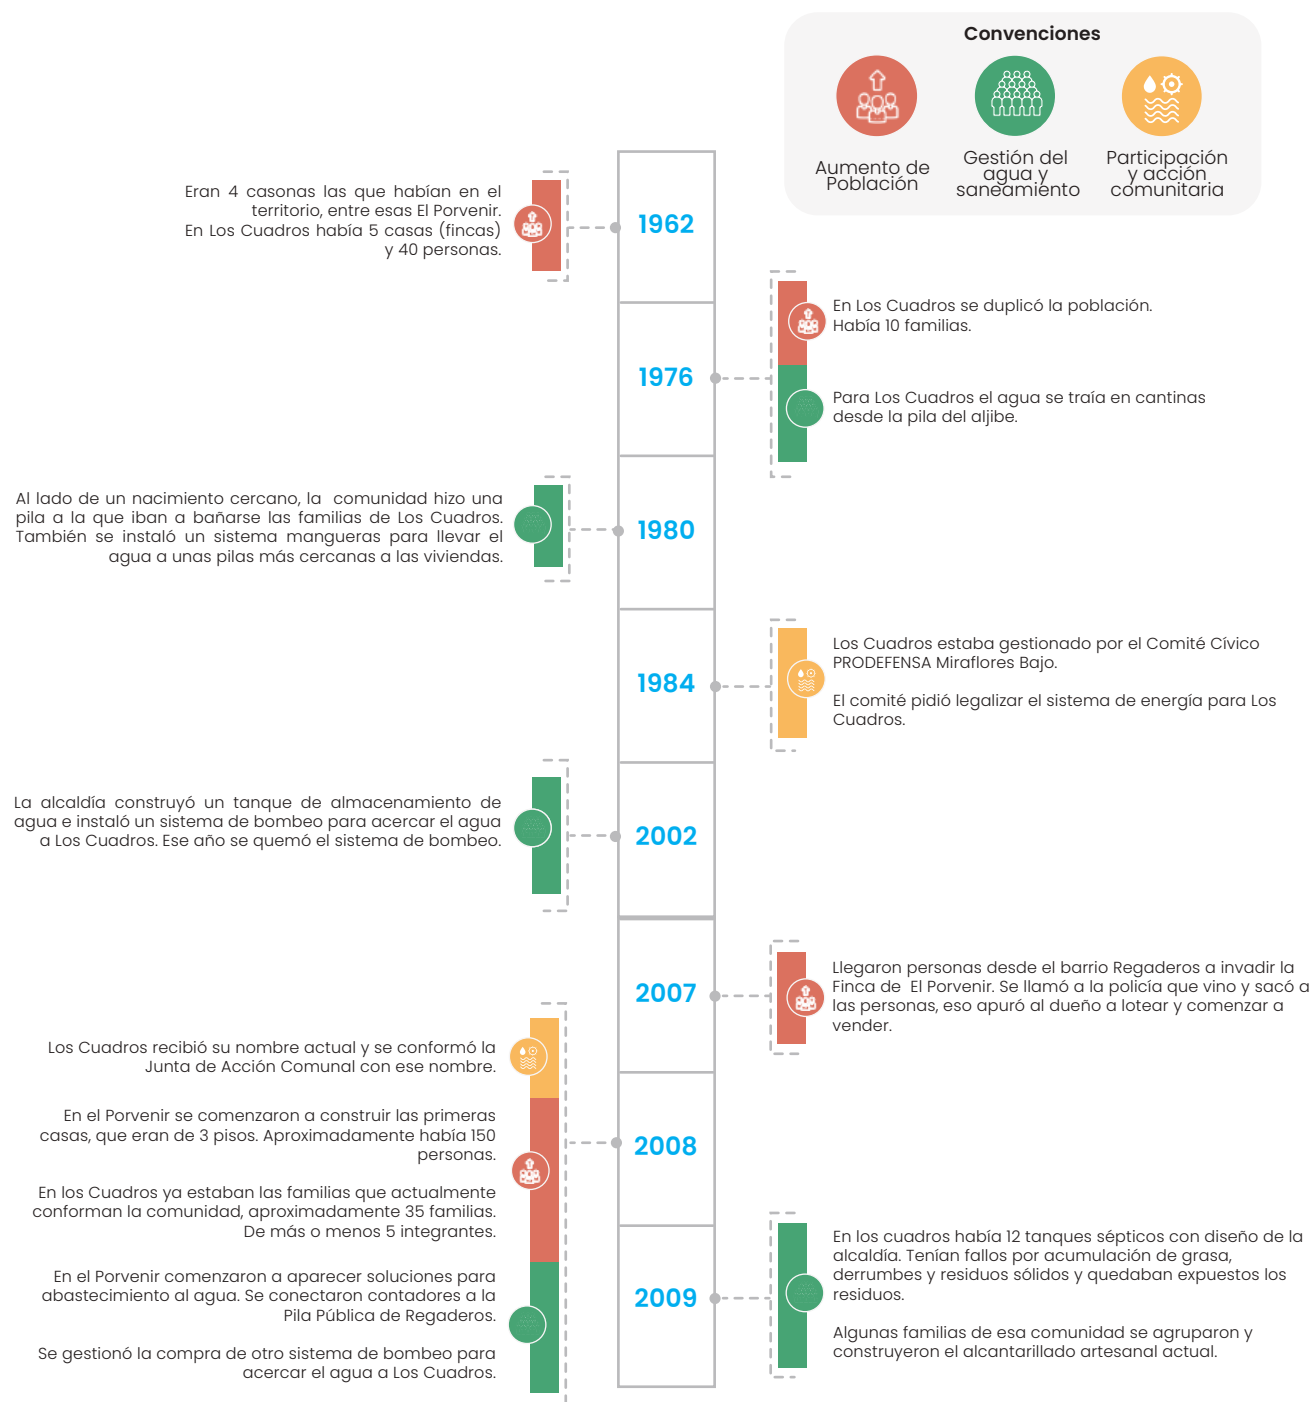 Convenciones
Aumento de
Población
Gestión del
agua y
saneamiento
Participación
y acción
comunitaria
1962
Eran 4 casonas las que habían en el
territorio, entre esas El Porvenir.
En Los Cuadros había 5 casas (fincas)
y 40 personas.
1976
En Los Cuadros se duplicó la población.
Había 10 familias.
Para Los Cuadros el agua se traía en cantinas
desde la pila del aljibe.
1980
Al lado de un nacimiento cercano, la comunidad hizo una
pila a la que iban a bañarse las familias de Los Cuadros.
También se instaló un sistema mangueras para llevar el
agua a unas pilas más cercanas a las viviendas.
1984
Los Cuadros estaba gestionado por el Comité Cívico
PRODEFENSA Miraflores Bajo.
El comité pidió legalizar el sistema de energía para Los
Cuadros.
2002
La alcaldía construyó un tanque de almacenamiento de
agua e instaló un sistema de bombeo para acercar el agua
a Los Cuadros. Ese año se quemó el sistema de bombeo.
2007
Llegaron personas desde el barrio Regaderos a invadir la
Finca de El Porvenir. Se llamó a la policía que vino y sacó a
las personas, eso apuró al dueño a lotear y comenzar a
vender.
2008
Los Cuadros recibió su nombre actual y se conformó la
Junta de Acción Comunal con ese nombre.
En el Porvenir se comenzaron a construir las primeras
casas, que eran de 3 pisos. Aproximadamente había 150
personas.
En los Cuadros ya estaban las familias que actualmente
conforman la comunidad, aproximadamente 35 familias.
De más o menos 5 integrantes.
En el Porvenir comenzaron a aparecer soluciones para
abastecimiento al agua. Se conectaron contadores a la
Pila Pública de Regaderos.
Se gestionó la compra de otro sistema de bombeo para
acercar el agua a Los Cuadros.
2009
En los cuadros había 12 tanques sépticos con diseño de la
alcaldía. Tenían fallos por acumulación de grasa,
derrumbes y residuos sólidos y quedaban expuestos los
residuos.
Algunas familias de esa comunidad se agruparon y
construyeron el alcantarillado artesanal actual.